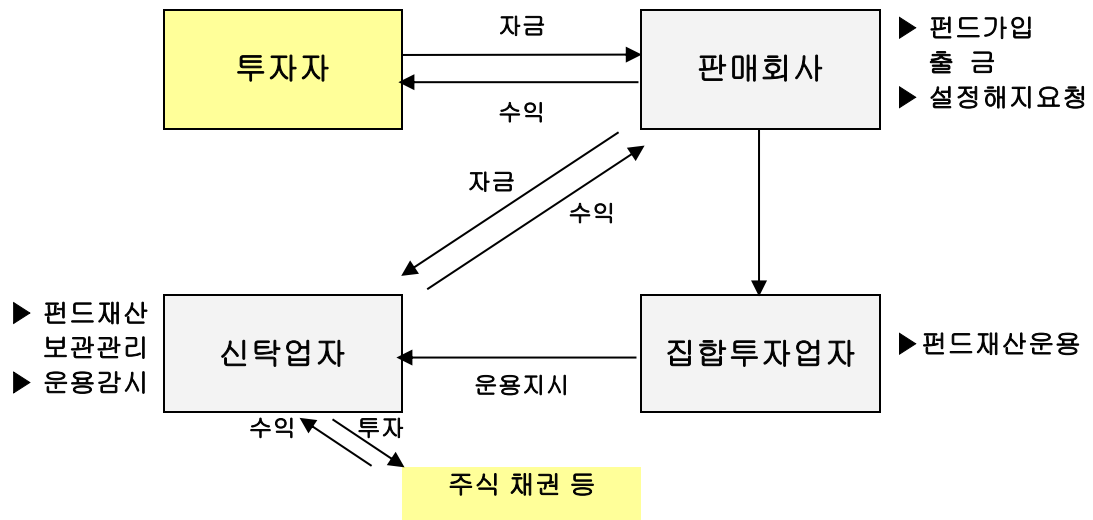 자금
▶ 펀드가입
투자자
판매회사
출 금
▶ 설정해지요청
수익
자금
수익
▶ 펀드재산
보관관리
▶ 운용감시
신탁업자
집합투자업자
▶펀드재산운용
운용지시
수익
투자
주식 채권 등